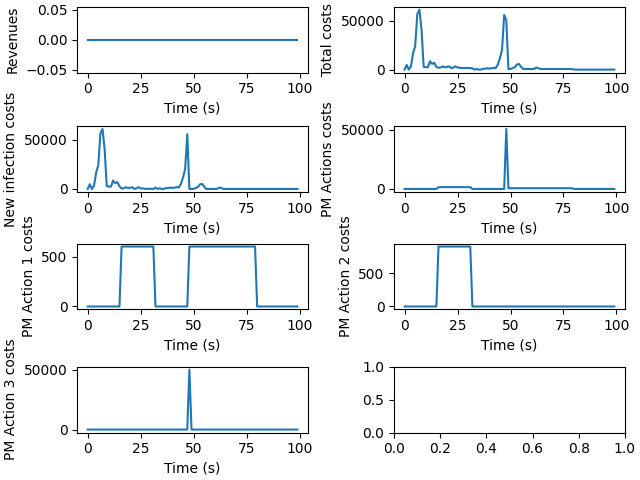 Revenues
0.05
0.00
−0.05
0 25 50 75 100
Time (s)
Total costs
50000
0
0 25 50 75 100
Time (s)
New infection costs
50000
0
0 25 50 75 100
Time (s)
PM Actions costs
50000
0
0 25 50 75 100
Time (s)
PM Action 1 costs
500
0
0 25 50 75 100
Time (s)
PM Action 2 costs
500
0
0 25 50 75 100
Time (s)
PM Action 3 costs
50000
0
0 25 50 75 100
Time (s)
1.0
0.5
0.0
0.0 0.2 0.4 0.6 0.8 1.0